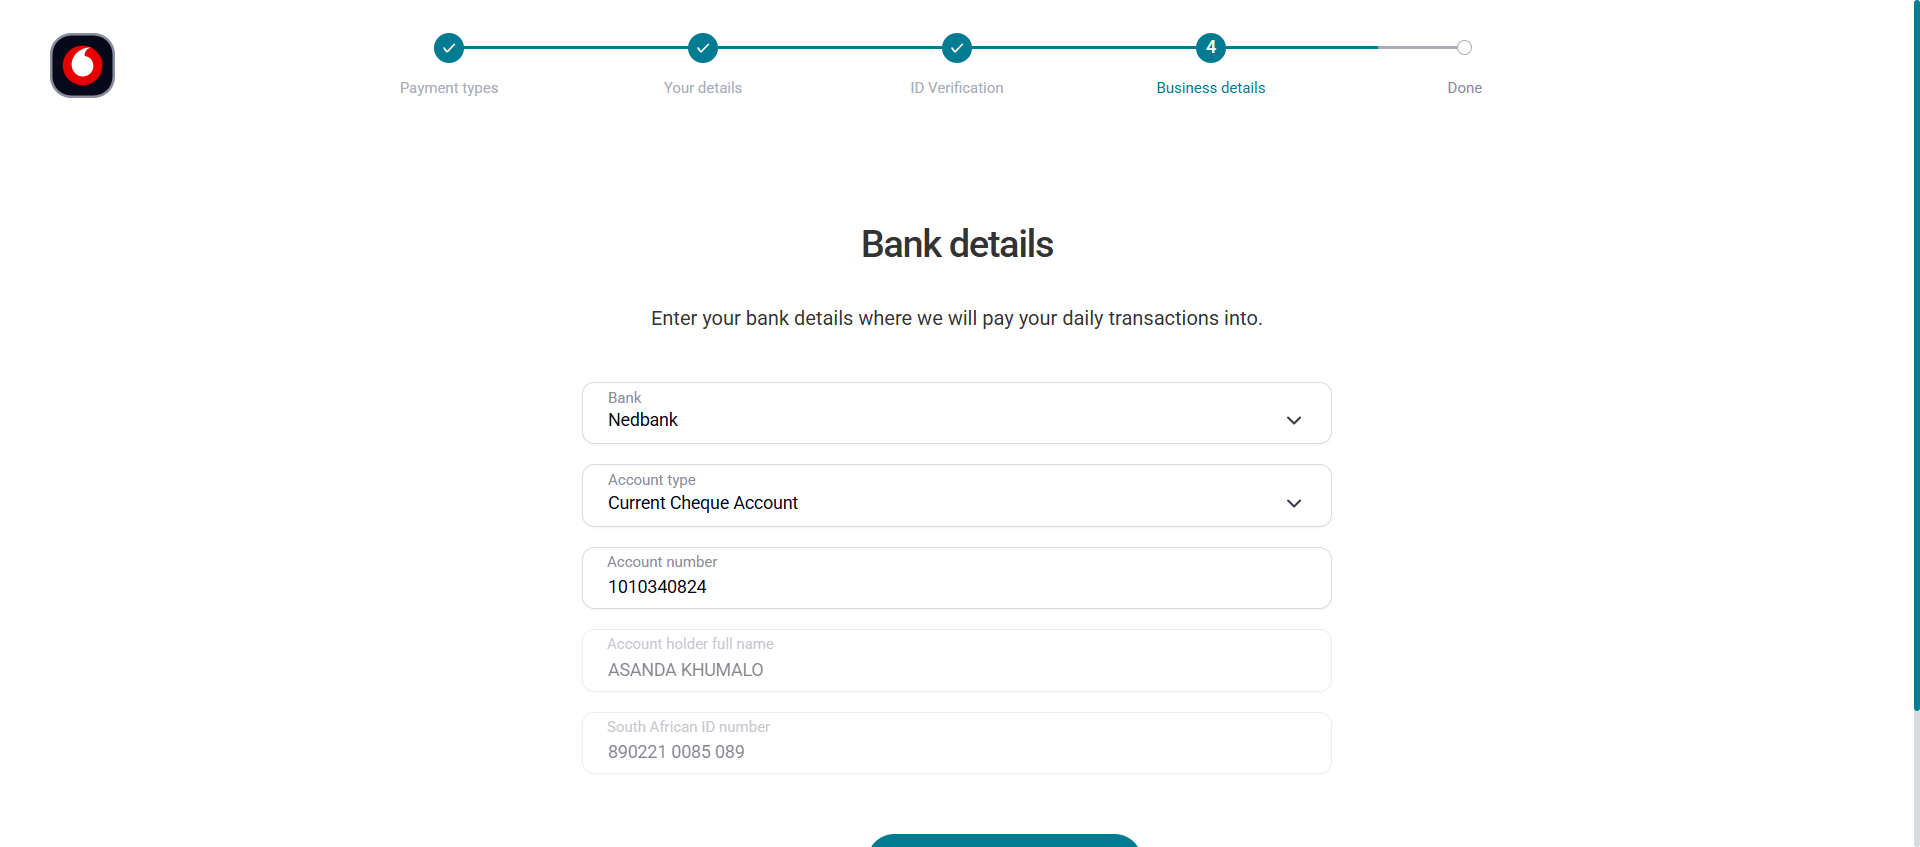 4
Payment types
Your details
ID Verification
Business details
Done
Bank details
Enter your bank details where we will pay your daily transactions into.
Bank
Nedbank
Account type
Current Cheque Account
Account number
1010340824
Account holder full name
ASANDA KHUMALO
South African ID number
890221 0085 089